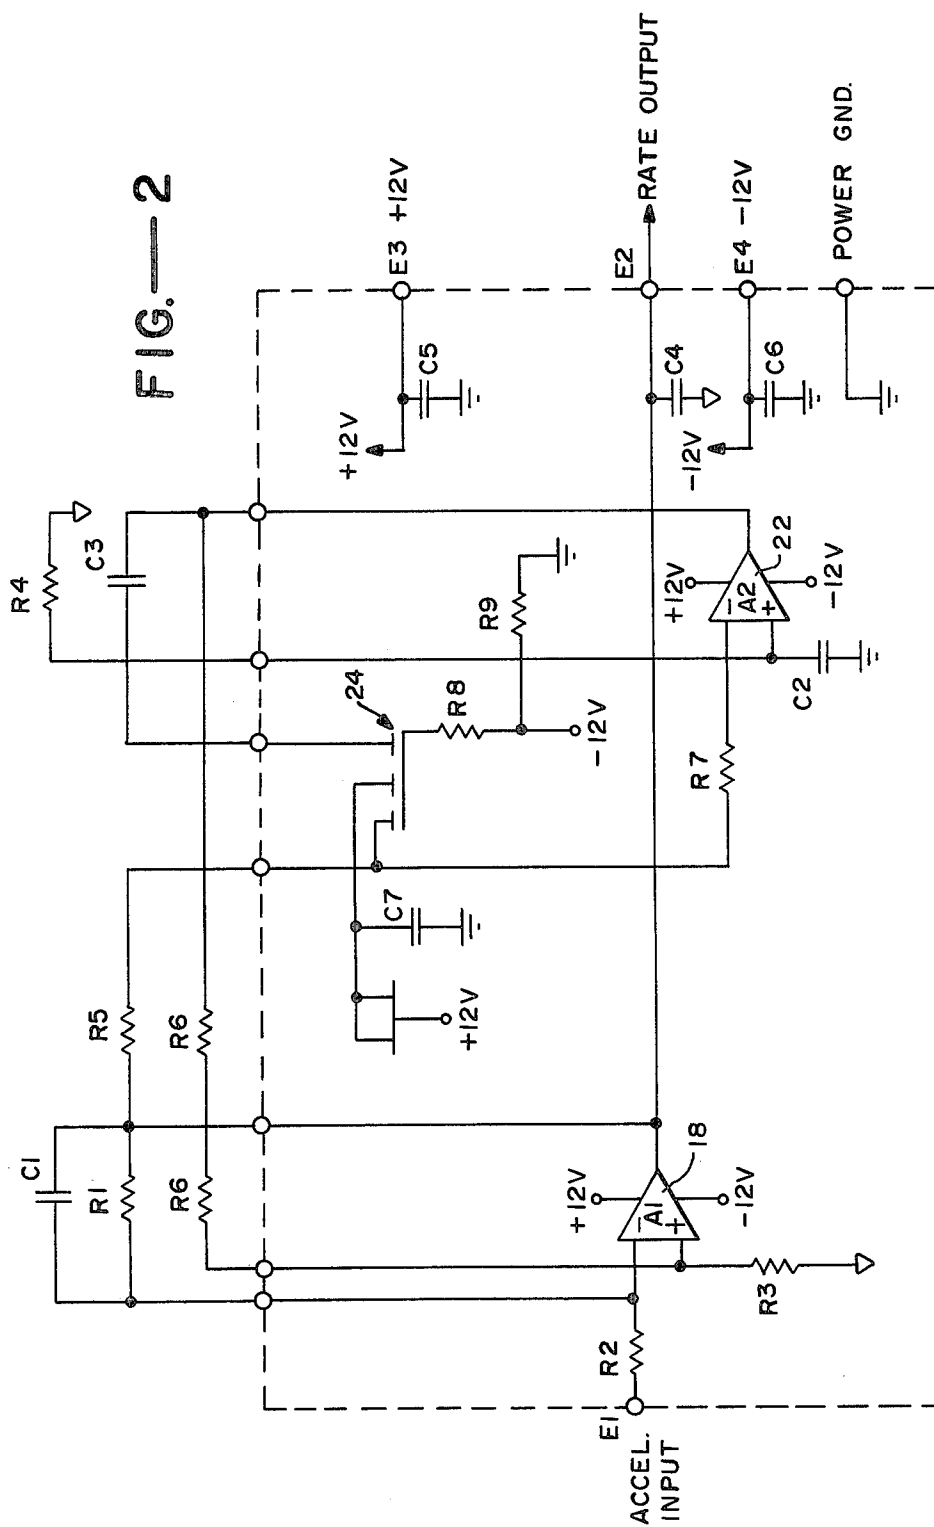 FIG.—2
R4
C3
C1
R1
R5
R6
R6
24
R8
R9
-12V
C7
+12V
+12V
C5
E3 +12V
E2
RATE OUTPUT
C4
-12V
C6
E4 -12V
POWER GND.
R7
+12V
-
A2
+
22
-12V
C2
+12V
-
A1
+
18
-12V
R3
R2
E1
ACCEL.
INPUT